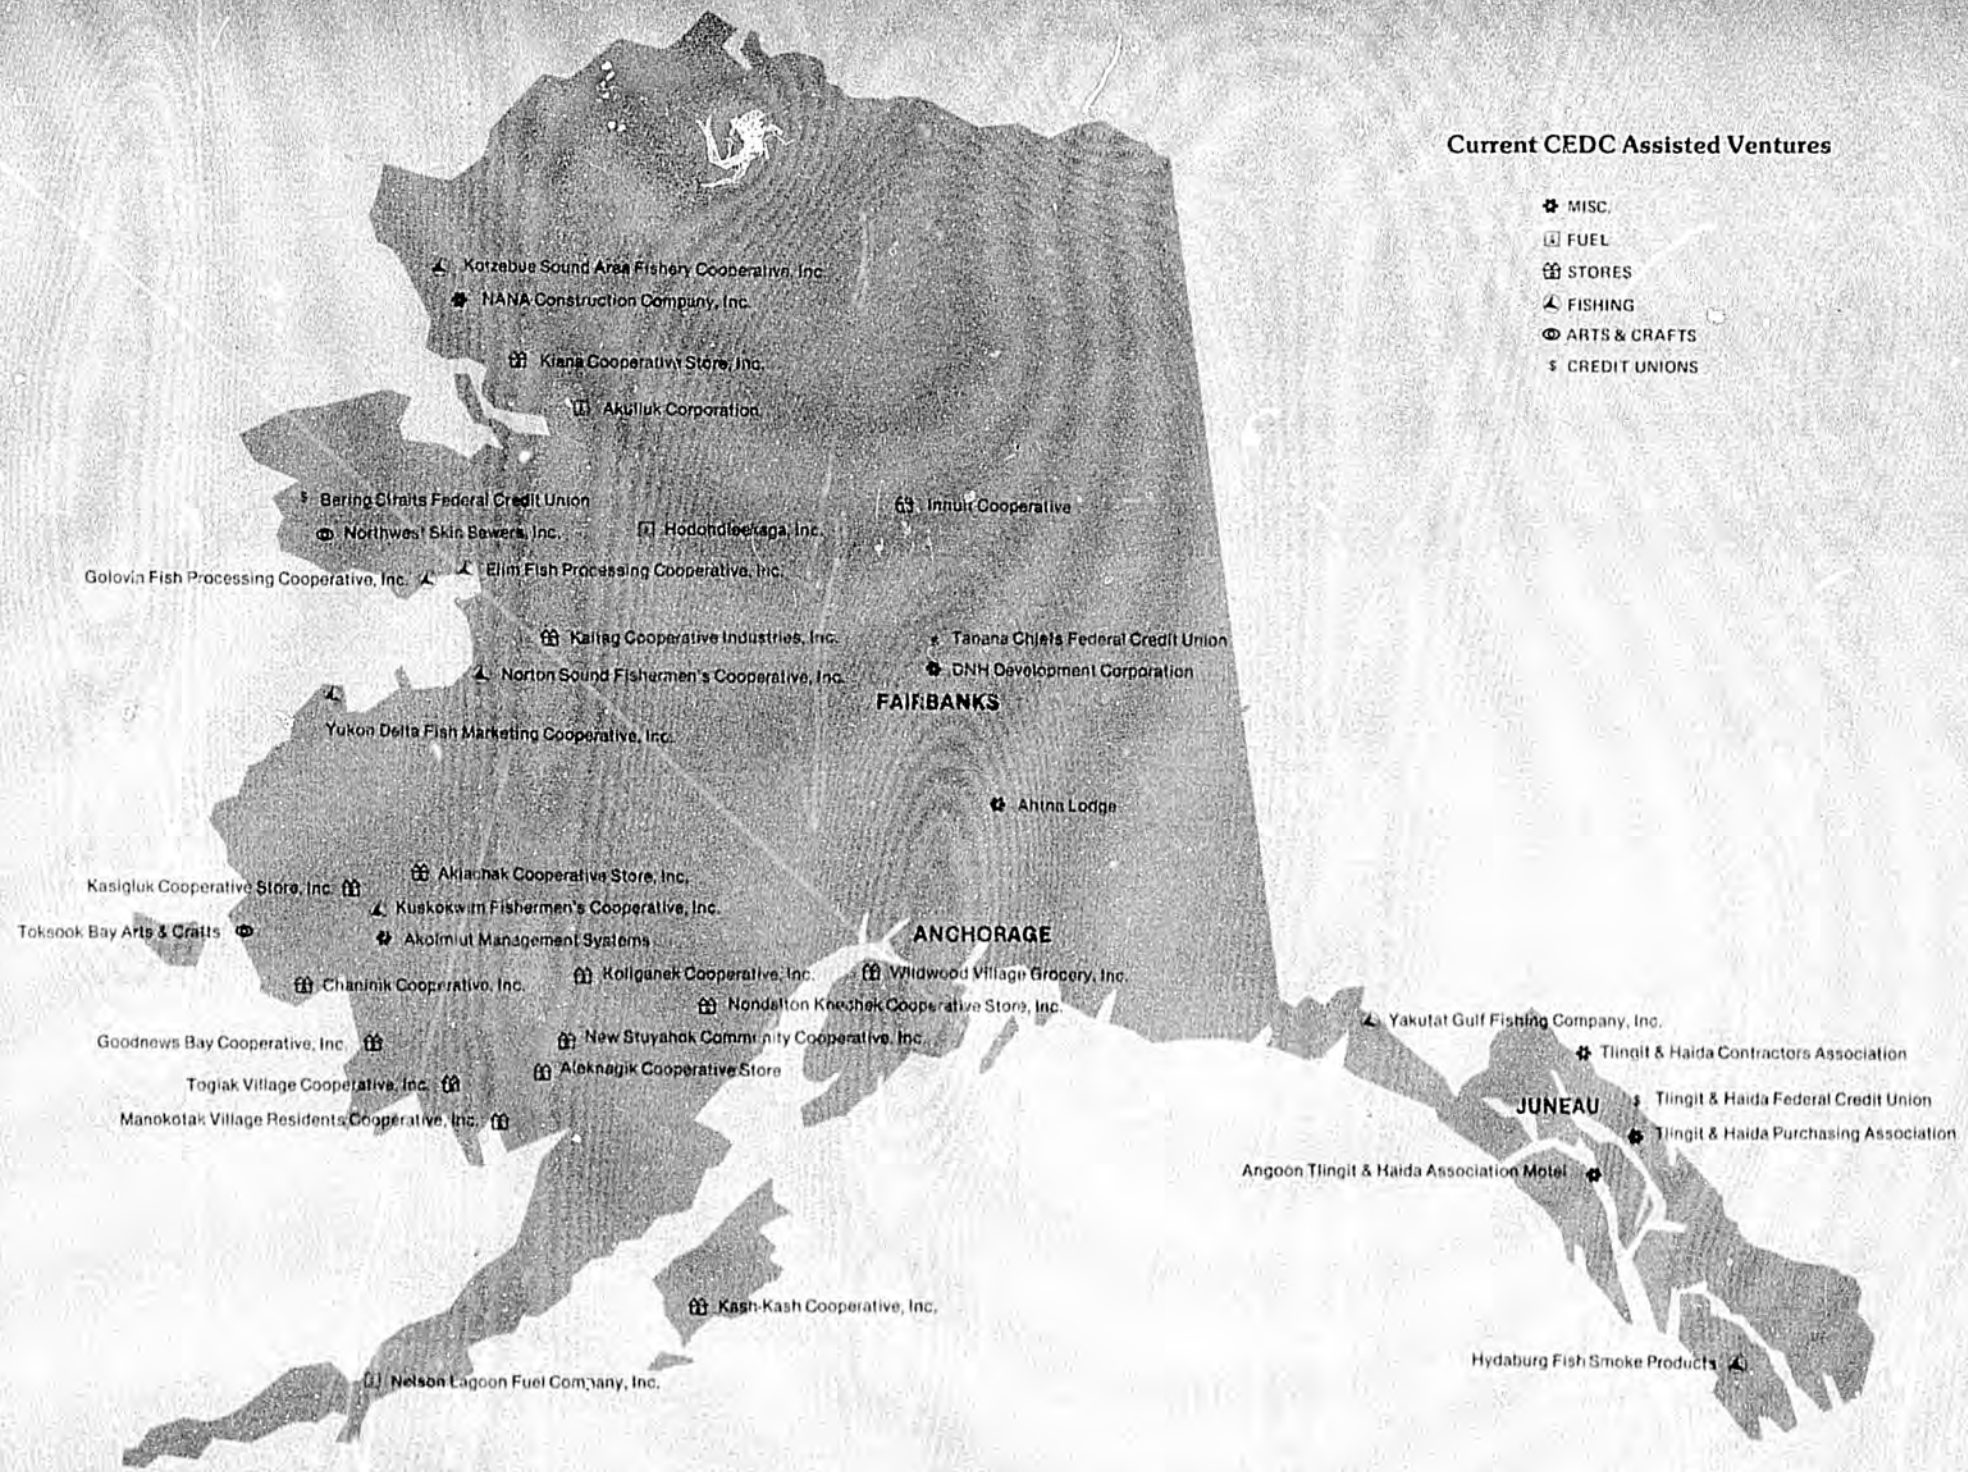 Current CEDC Assisted Ventures
MISC.
FUEL
STORES
FISHING
ARTS & CRAFTS
$ CREDIT UNIONS
Kotzebue Sound Area Fishery Cooperative, Inc.
NANA Construction Company, Inc.
Kiana Cooperative Store, Inc.
Akuliuk Corporation
$ Bering Straits Federal Credit Union
Innuit Cooperative
Northwest Skin Sewers, Inc.
Hodohdleekaga, Inc.
Golovin Fish Processing Cooperative, Inc.
Elim Fish Processing Cooperative, Inc.
Kaltag Cooperative Industries, Inc.
Tanana Chiefs Federal Credit Union
Norton Sound Fishermen's Cooperative, Inc.
DNH Development Corporation
FAIRBANKS
Yukon Delta Fish Marketing Cooperative, Inc.
Ahtna Lodge
Akiachak Cooperative Store, Inc.
Kasigluk Cooperative Store, Inc.
Kuskokwim Fishermen's Cooperative, Inc.
Toksook Bay Arts & Crafts
Akolmiut Management Systems
ANCHORAGE
Koliganek Cooperative, Inc.
Wildwood Village Grocery, Inc.
Chaninik Cooperative, Inc.
Nondalton Knechek Cooperative Store, Inc.
Yakutat Gulf Fishing Company, Inc.
Goodnews Bay Cooperative, Inc.
New Stuyahok Community Cooperative, Inc.
Tlingit & Haida Contractors Association
Aleknagik Cooperative Store
Togiak Village Cooperative, Inc.
$ Tlingit & Haida Federal Credit Union
JUNEAU
Manokotak Village Residents Cooperative, Inc.
Tlingit & Haida Purchasing Association
Angoon Tlingit & Haida Association Motel
Kash-Kash Cooperative, Inc.
Hydaburg Fish Smoke Products
Nelson Lagoon Fuel Company, Inc.